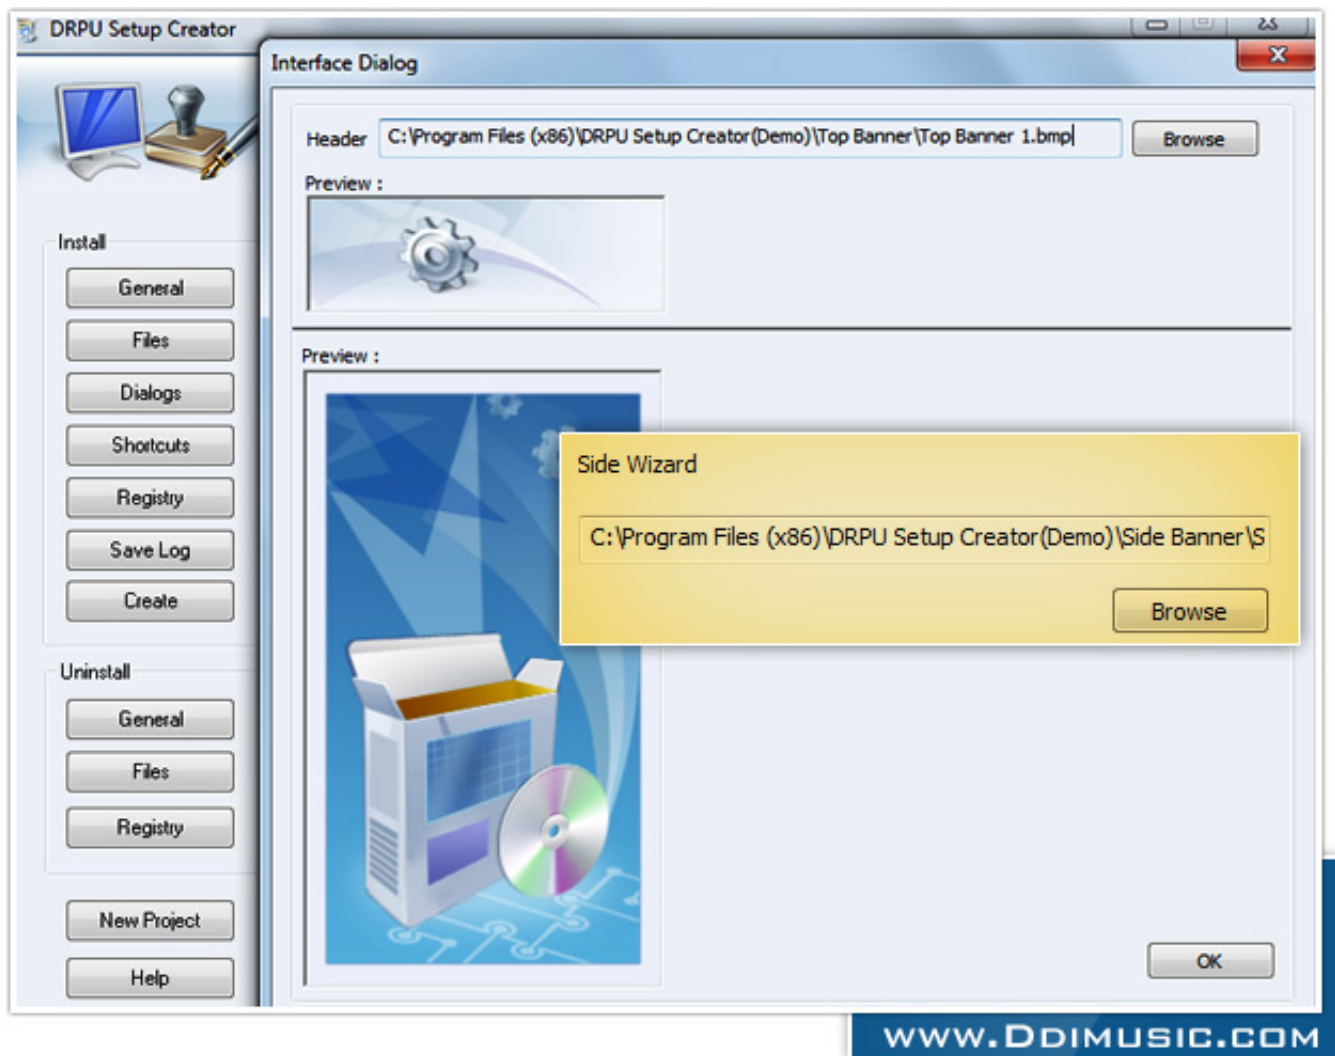 DRPU Setup Creator
Interface Dialog
Header C:\Program Files (x86)\DRPU Setup Creator(Demo)\Top Banner\Top Banner 1.bmp Browse
Preview :
Install
General
Files
Dialogs
Shortcuts
Registry
Save Log
Create
Uninstall
General
Files
Registry
New Project
Help
Preview :
Side Wizard
C:\Program Files (x86)\DRPU Setup Creator(Demo)\Side Banner\S
Browse
OK
www.Ddimusic.com